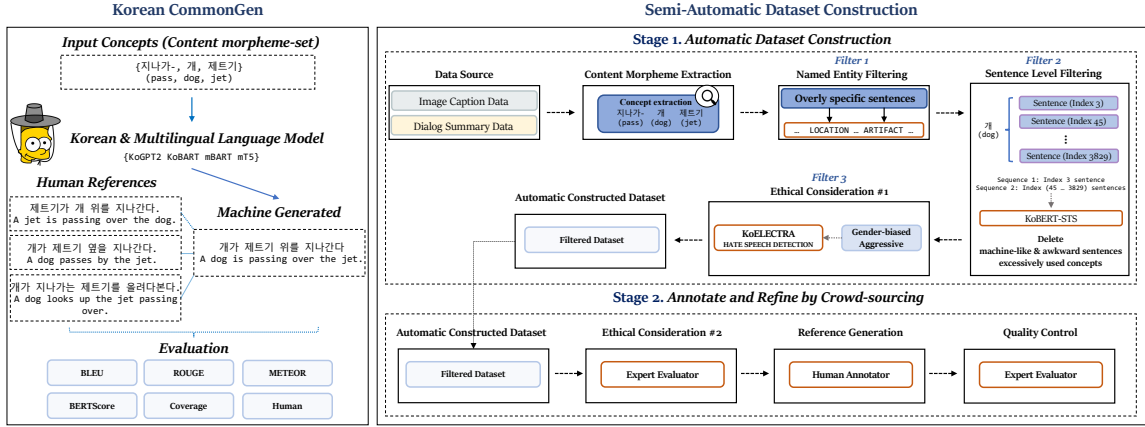 Korean CommonGen
Input Concepts (Content morpheme-set)
{지나가-, 개, 제트기}
(pass, dog, jet)
Korean & Multilingual Language Model
{KoGPT2 KoBART mBART mT5}
Human References
제트기가 개 위를 지나간다.
A jet is passing over the dog.
개가 제트기 옆을 지나간다.
A dog passes by the jet.
개가 지나가는 제트기를 올려다본다.
A dog looks up the jet passing
over.
Machine Generated
개가 제트기 위를 지나간다
A dog is passing over the jet.
Evaluation
BLEU
ROUGE
METEOR
BERTScore
Coverage
Human
Semi-Automatic Dataset Construction
Stage 1. Automatic Dataset Construction
Data Source
Image Caption Data
Dialog Summary Data
Content Morpheme Extraction
Concept extraction
지나가- 개 제트기
(pass) (dog) (jet)
Filter 1
Named Entity Filtering
Overly specific sentences
… LOCATION … ARTIFACT …
Filter 2
Sentence Level Filtering
개
(dog)
Sentence (Index 3)
Sentence (Index 45)
⋮
Sentence (Index 3829)
Sequence 1: Index 3 sentence
Sequence 2: Index (45 … 3829) sentences
KoBERT-STS
Delete
machine-like & awkward sentences
excessively used concepts
Filter 3
Ethical Consideration #1
KoELECTRA
HATE SPEECH DETECTION
Gender-biased
Aggressive
Automatic Constructed Dataset
Filtered Dataset
Stage 2. Annotate and Refine by Crowd-sourcing
Automatic Constructed Dataset
Filtered Dataset
Ethical Consideration #2
Expert Evaluator
Reference Generation
Human Annotator
Quality Control
Expert Evaluator